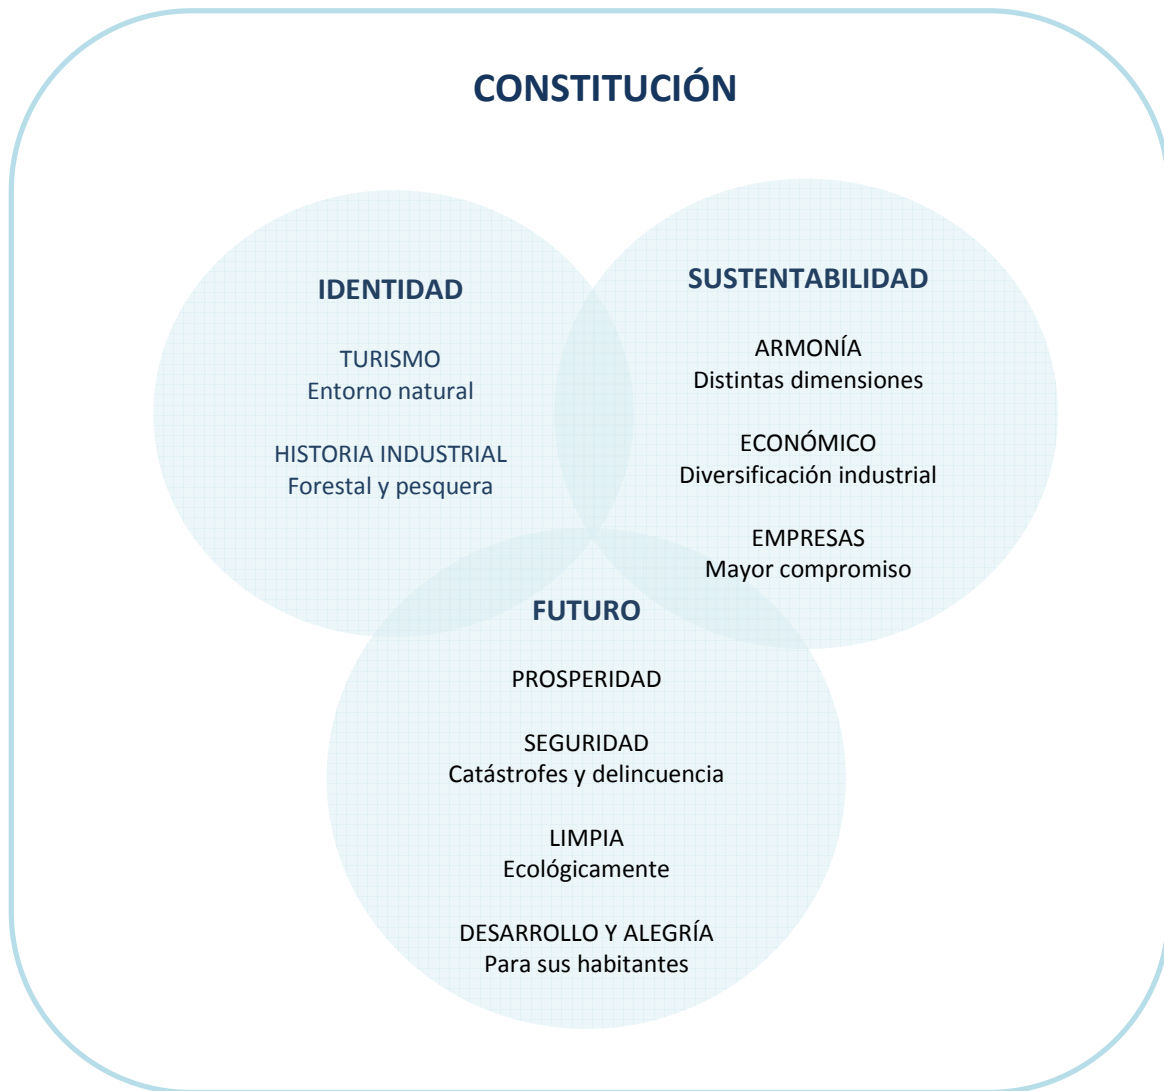 CONSTITUCIÓN
IDENTIDAD
TURISMO
Entorno natural
HISTORIA INDUSTRIAL
Forestal y pesquera
SUSTENTABILIDAD
ARMONÍA
Distintas dimensiones
ECONÓMICO
Diversificación industrial
EMPRESAS
Mayor compromiso
FUTURO
PROSPERIDAD
SEGURIDAD
Catástrofes y delincuencia
LIMPIA
Ecológicamente
DESARROLLO Y ALEGRÍA
Para sus habitantes